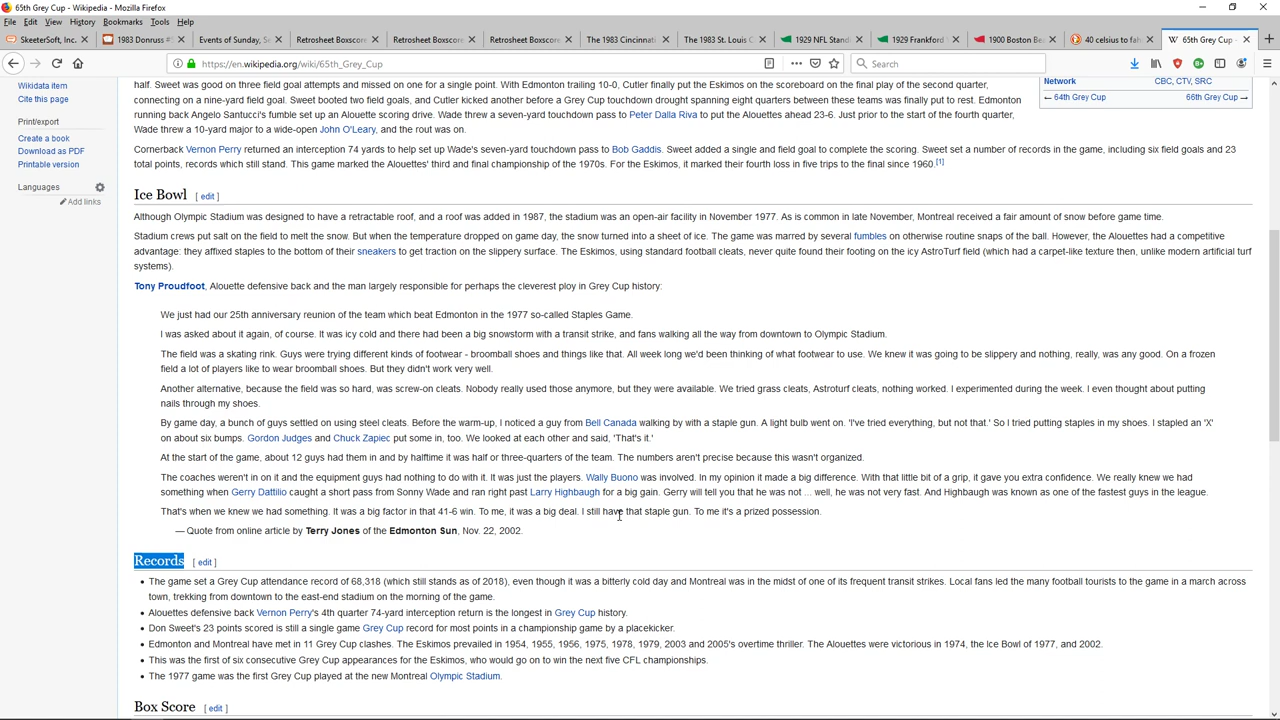 65th Grey Cup - Wikipedia - Mozilla Firefox
File Edit View History Bookmarks Tools Help
SkeeterSoft, Inc.
1983 Donruss
Events of Sunday, Se
Retrosheet Boxscore
Retrosheet Boxscore
Retrosheet Boxscore
The 1983 Cincinnati
The 1983 St. Louis C
1929 NFL Standi
1929 Frankford
1900 Boston Be
40 celsius to fah
65th Grey Cup -
https://en.wikipedia.org/wiki/65th_Grey_Cup
Search
Wikidata item
Cite this page
Print/export
Create a book
Download as PDF
Printable version
Languages
Add links
Network CBC, CTV, SRC
← 64th Grey Cup 66th Grey Cup →
half. Sweet was good on three field goal attempts and missed on one for a single point. With Edmonton trailing 10-0, Cutler finally put the Eskimos on the scoreboard on the final play of the second quarter,
connecting on a nine-yard field goal. Sweet booted two field goals, and Cutler kicked another before a Grey Cup touchdown drought spanning eight quarters between these teams was finally put to rest. Edmonton
running back Angelo Santucci's fumble set up an Alouette scoring drive. Wade threw a seven-yard touchdown pass to Peter Dalla Riva to put the Alouettes ahead 23-6. Just prior to the start of the fourth quarter,
Wade threw a 10-yard major to a wide-open John O'Leary, and the rout was on.
Cornerback Vernon Perry returned an interception 74 yards to help set up Wade's seven-yard touchdown pass to Bob Gaddis. Sweet added a single and field goal to complete the scoring. Sweet set a number of records in the game, including six field goals and 23
total points, records which still stand. This game marked the Alouettes' third and final championship of the 1970s. For the Eskimos, it marked their fourth loss in five trips to the final since 1960.[1]
Ice Bowl [ edit ]
Although Olympic Stadium was designed to have a retractable roof, and a roof was added in 1987, the stadium was an open-air facility in November 1977. As is common in late November, Montreal received a fair amount of snow before game time.
Stadium crews put salt on the field to melt the snow. But when the temperature dropped on game day, the snow turned into a sheet of ice. The game was marred by several fumbles on otherwise routine snaps of the ball. However, the Alouettes had a competitive
advantage: they affixed staples to the bottom of their sneakers to get traction on the slippery surface. The Eskimos, using standard football cleats, never quite found their footing on the icy AstroTurf field (which had a carpet-like texture then, unlike modern artificial turf
systems).
Tony Proudfoot, Alouette defensive back and the man largely responsible for perhaps the cleverest ploy in Grey Cup history:
We just had our 25th anniversary reunion of the team which beat Edmonton in the 1977 so-called Staples Game.
I was asked about it again, of course. It was icy cold and there had been a big snowstorm with a transit strike, and fans walking all the way from downtown to Olympic Stadium.
The field was a skating rink. Guys were trying different kinds of footwear - broomball shoes and things like that. All week long we'd been thinking of what footwear to use. We knew it was going to be slippery and nothing, really, was any good. On a frozen
field a lot of players like to wear broomball shoes. But they didn't work very well.
Another alternative, because the field was so hard, was screw-on cleats. Nobody really used those anymore, but they were available. We tried grass cleats, Astroturf cleats, nothing worked. I experimented during the week. I even thought about putting
nails through my shoes.
By game day, a bunch of guys settled on using steel cleats. Before the warm-up, I noticed a guy from Bell Canada walking by with a staple gun. A light bulb went on. 'I've tried everything, but not that.' So I tried putting staples in my shoes. I stapled an 'X'
on about six bumps. Gordon Judges and Chuck Zapiec put some in, too. We looked at each other and said, 'That's it.'
At the start of the game, about 12 guys had them in and by halftime it was half or three-quarters of the team. The numbers aren't precise because this wasn't organized.
The coaches weren't in on it and the equipment guys had nothing to do with it. It was just the players. Wally Buono was involved. In my opinion it made a big difference. With that little bit of a grip, it gave you extra confidence. We really knew we had
something when Gerry Dattilio caught a short pass from Sonny Wade and ran right past Larry Highbaugh for a big gain. Gerry will tell you that he was not ... well, he was not very fast. And Highbaugh was known as one of the fastest guys in the league.
That's when we knew we had something. It was a big factor in that 41-6 win. To me, it was a big deal. I still have that staple gun. To me it's a prized possession.
— Quote from online article by Terry Jones of the Edmonton Sun, Nov. 22, 2002.
Records [ edit ]
• The game set a Grey Cup attendance record of 68,318 (which still stands as of 2018), even though it was a bitterly cold day and Montreal was in the midst of one of its frequent transit strikes. Local fans led the many football tourists to the game in a march across
town, trekking from downtown to the east-end stadium on the morning of the game.
• Alouettes defensive back Vernon Perry's 4th quarter 74-yard interception return is the longest in Grey Cup history.
• Don Sweet's 23 points scored is still a single game Grey Cup record for most points in a championship game by a placekicker.
• Edmonton and Montreal have met in 11 Grey Cup clashes. The Eskimos prevailed in 1954, 1955, 1956, 1975, 1978, 1979, 2003 and 2005's overtime thriller. The Alouettes were victorious in 1974, the Ice Bowl of 1977, and 2002.
• This was the first of six consecutive Grey Cup appearances for the Eskimos, who would go on to win the next five CFL championships.
• The 1977 game was the first Grey Cup played at the new Montreal Olympic Stadium.
Box Score [ edit ]